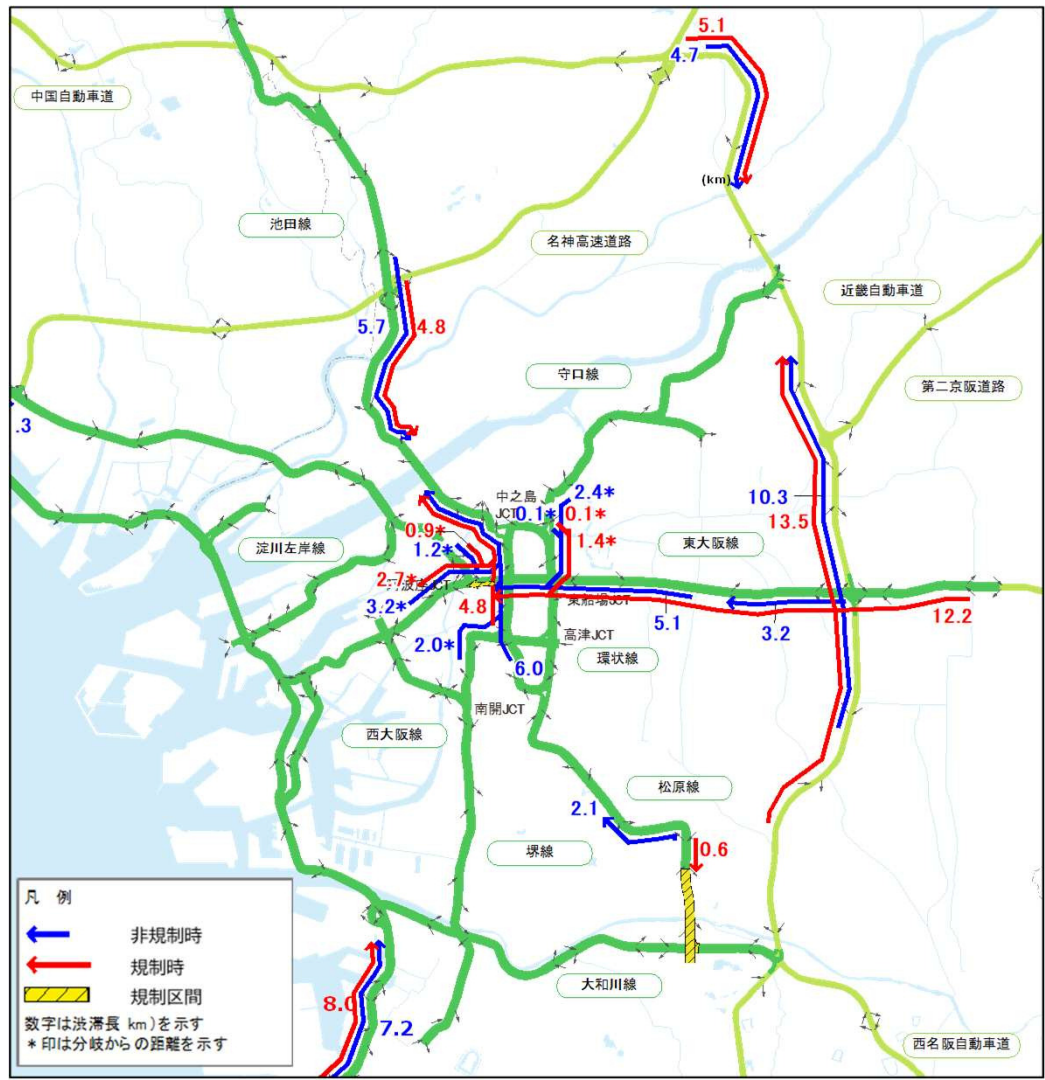 5.1
4.7
中国自動車道
(km)
池田線
名神高速道路
近畿自動車道
5.7
4.8
守口線
第二京阪道路
.3
中之島
JCT
2.4*
0.1*
0.1*
10.3
13.5
0.9*
1.2*
1.4*
東大阪線
淀川左岸線
2.7*
波座JCT
3.2*
4.8
東船場JCT
5.1
3.2
12.2
2.0*
高津JCT
6.0
環状線
南開JCT
西大阪線
松原線
2.1
堺線
0.6
凡 例
非規制時
規制時
規制区間
数字は渋滞長 km)を示す
*印は分岐からの距離を示す
大和川線
8.0
7.2
西名阪自動車道